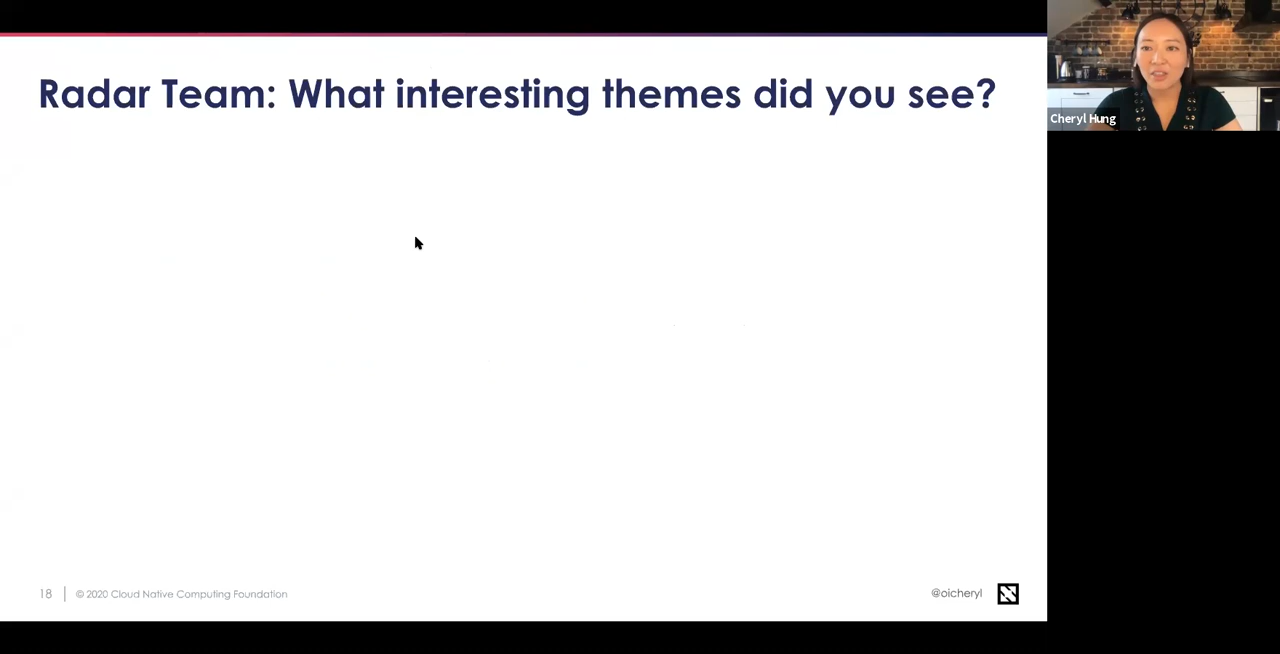 Radar Team: What interesting themes did you see?
Cheryl Hung
18 | © 2020 Cloud Native Computing Foundation
@oicheryl